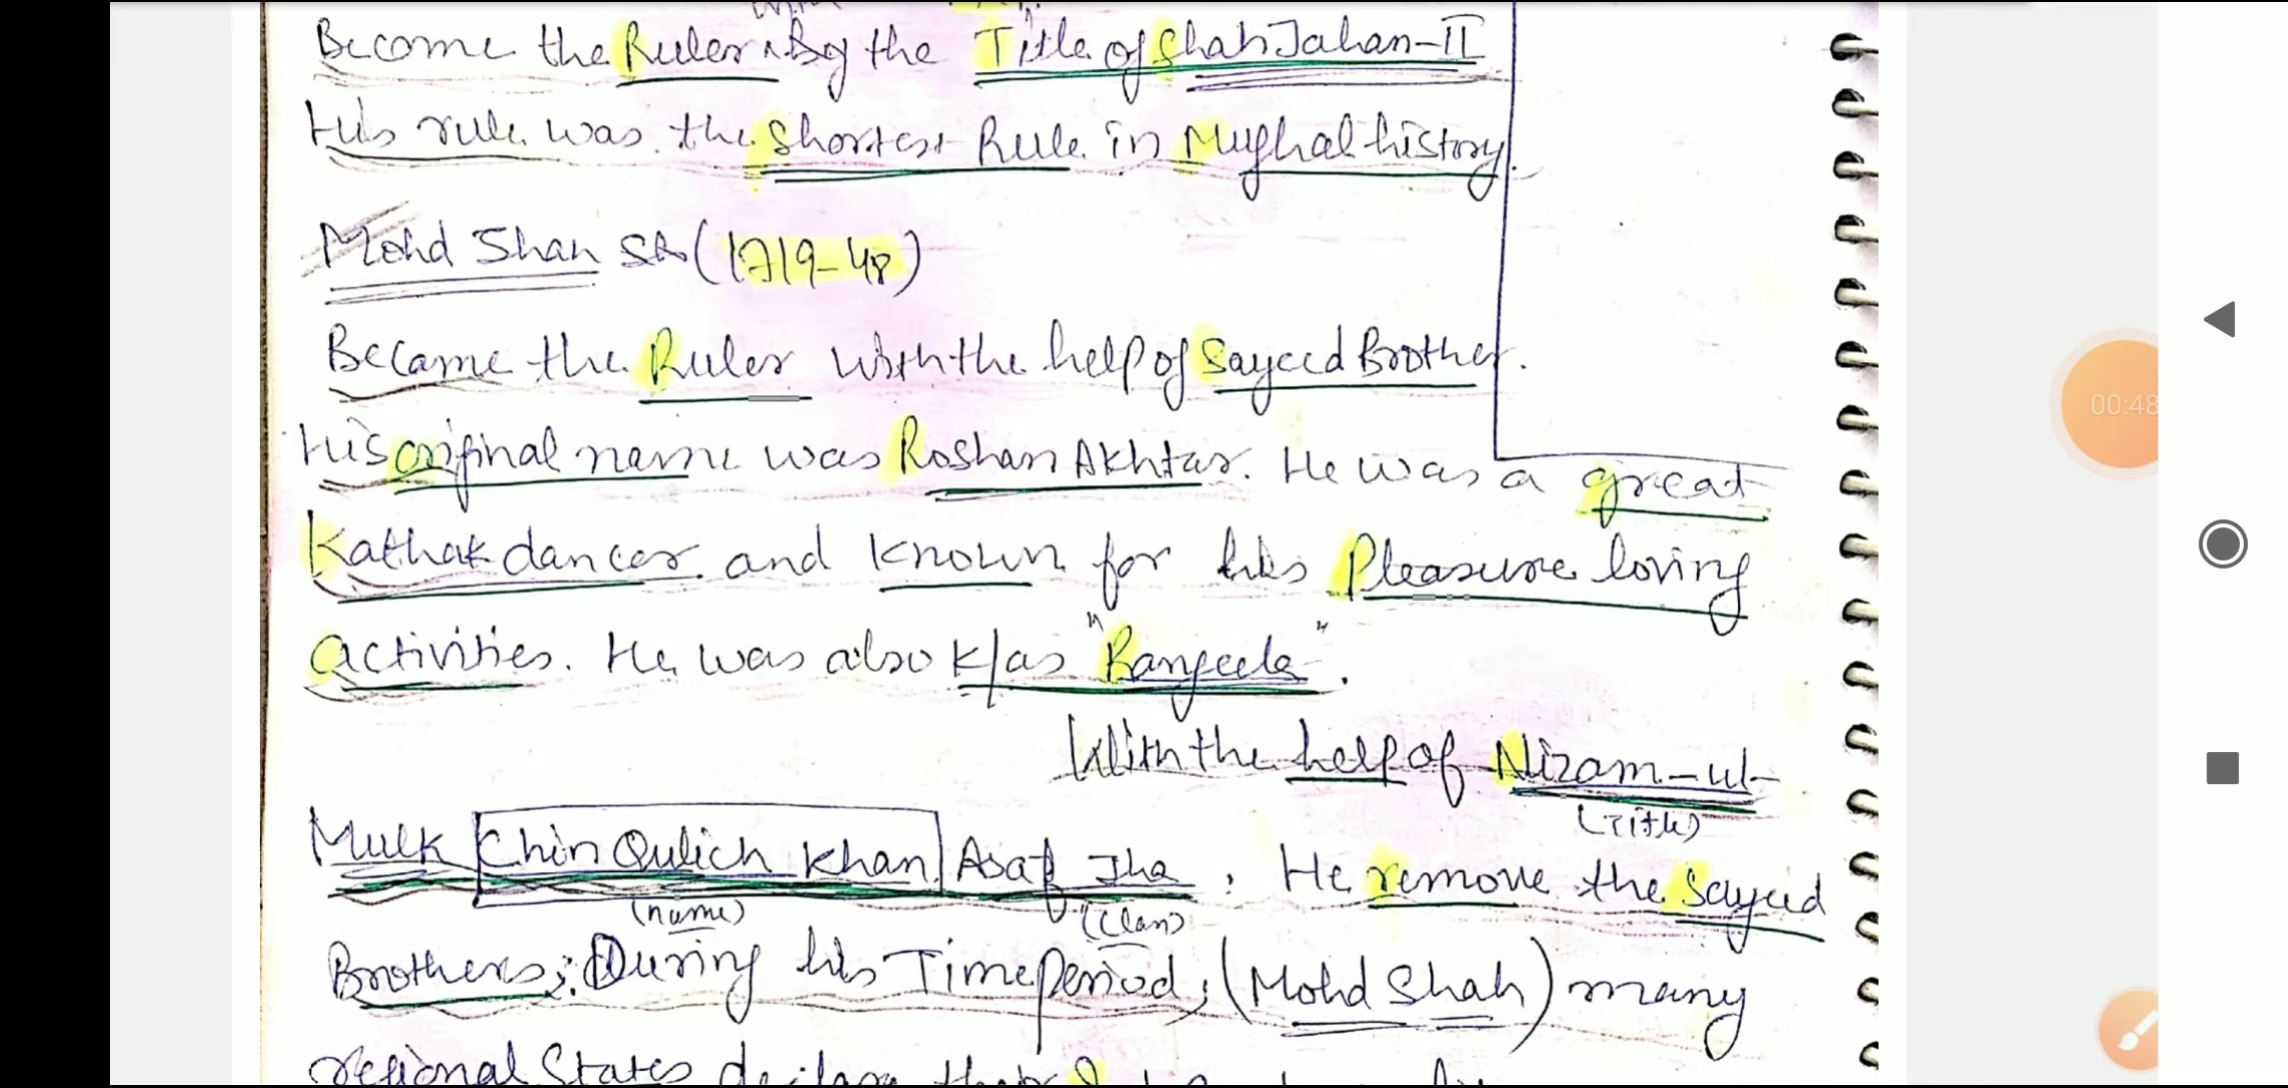 Become the Ruler By the Title of Shah Jahan-II
His rule was the Shortest Rule in Mughal history.
Mohd Shah (1719-48)
Became the Ruler with the help of Sayeed Brother.
His original name was Roshan Akhtar. He was a great
Kathak dancer and known for his Pleasure loving
activities. He was also k/as "Rangeela".
With the help of Nizam-ul-
(Title)
Mulk Chin Qulich Khan Asaf Jha. He remove the Sayeed
(name) (Clan)
Brothers; During his Time period, (Mohd Shah) many
regional States
00:48